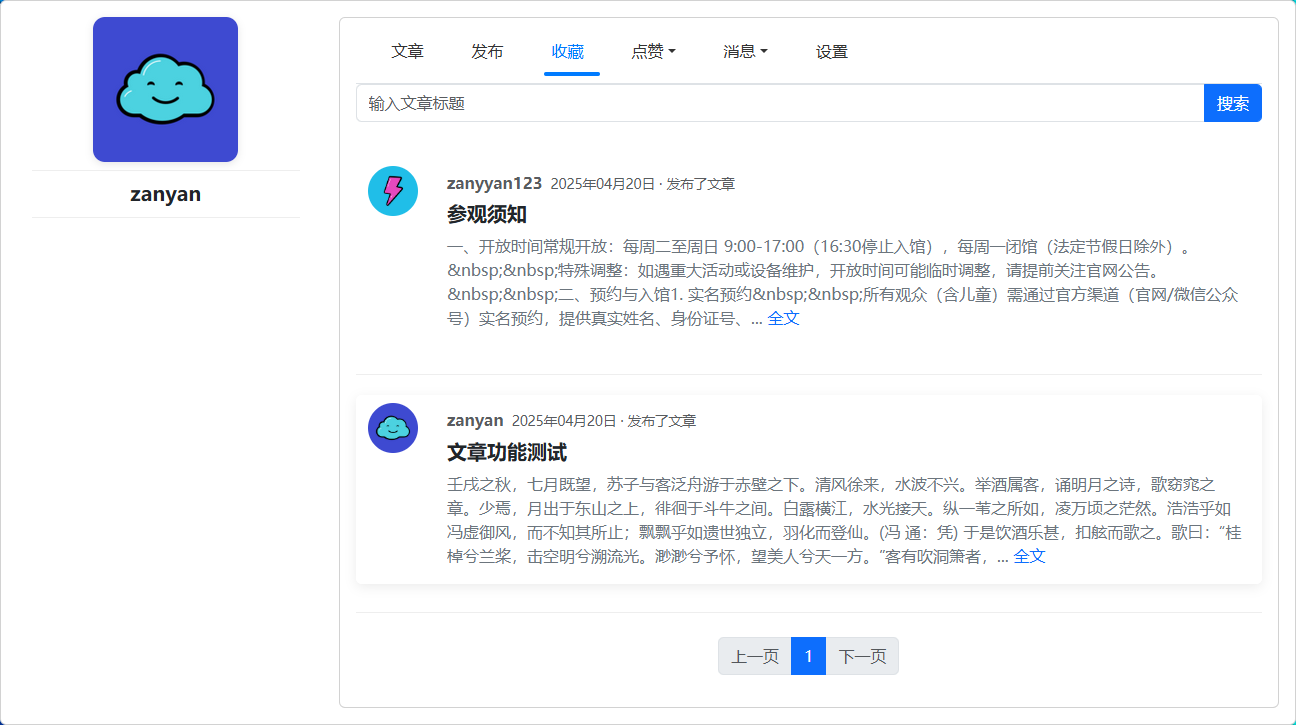 zanyan
文章 发布 收藏 点赞 消息 设置
输入文章标题 搜索
zanyyan123 2025年04月20日 · 发布了文章
参观须知
一、开放时间常规开放：每周二至周日 9:00-17:00（16:30停止入馆），每周一闭馆（法定节假日除外）。
&nbsp;&nbsp;特殊调整：如遇重大活动或设备维护，开放时间可能临时调整，请提前关注官网公告。
&nbsp;&nbsp;二、预约与入馆1. 实名预约&nbsp;&nbsp;所有观众（含儿童）需通过官方渠道（官网/微信公众
号）实名预约，提供真实姓名、身份证号、... 全文
zanyan 2025年04月20日 · 发布了文章
文章功能测试
壬戌之秋，七月既望，苏子与客泛舟游于赤壁之下。清风徐来，水波不兴。举酒属客，诵明月之诗，歌窈窕之
章。少焉，月出于东山之上，徘徊于斗牛之间。白露横江，水光接天。纵一苇之所如，凌万顷之茫然。浩浩乎如
冯虚御风，而不知其所止；飘飘乎如遗世独立，羽化而登仙。(冯 通：凭) 于是饮酒乐甚，扣舷而歌之。歌曰：“桂
棹兮兰桨，击空明兮溯流光。渺渺兮予怀，望美人兮天一方。”客有吹洞箫者，... 全文
上一页 1 下一页